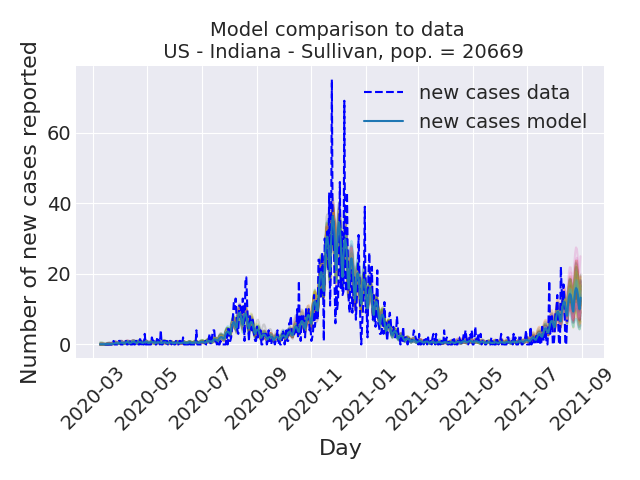 Model comparison to data
US - Indiana - Sullivan, pop. = 20669
new cases data
new cases model
Number of new cases reported
60
40
20
0
2020-03
2020-05
2020-07
2020-09
2020-11
2021-01
2021-03
2021-05
2021-07
2021-09
Day